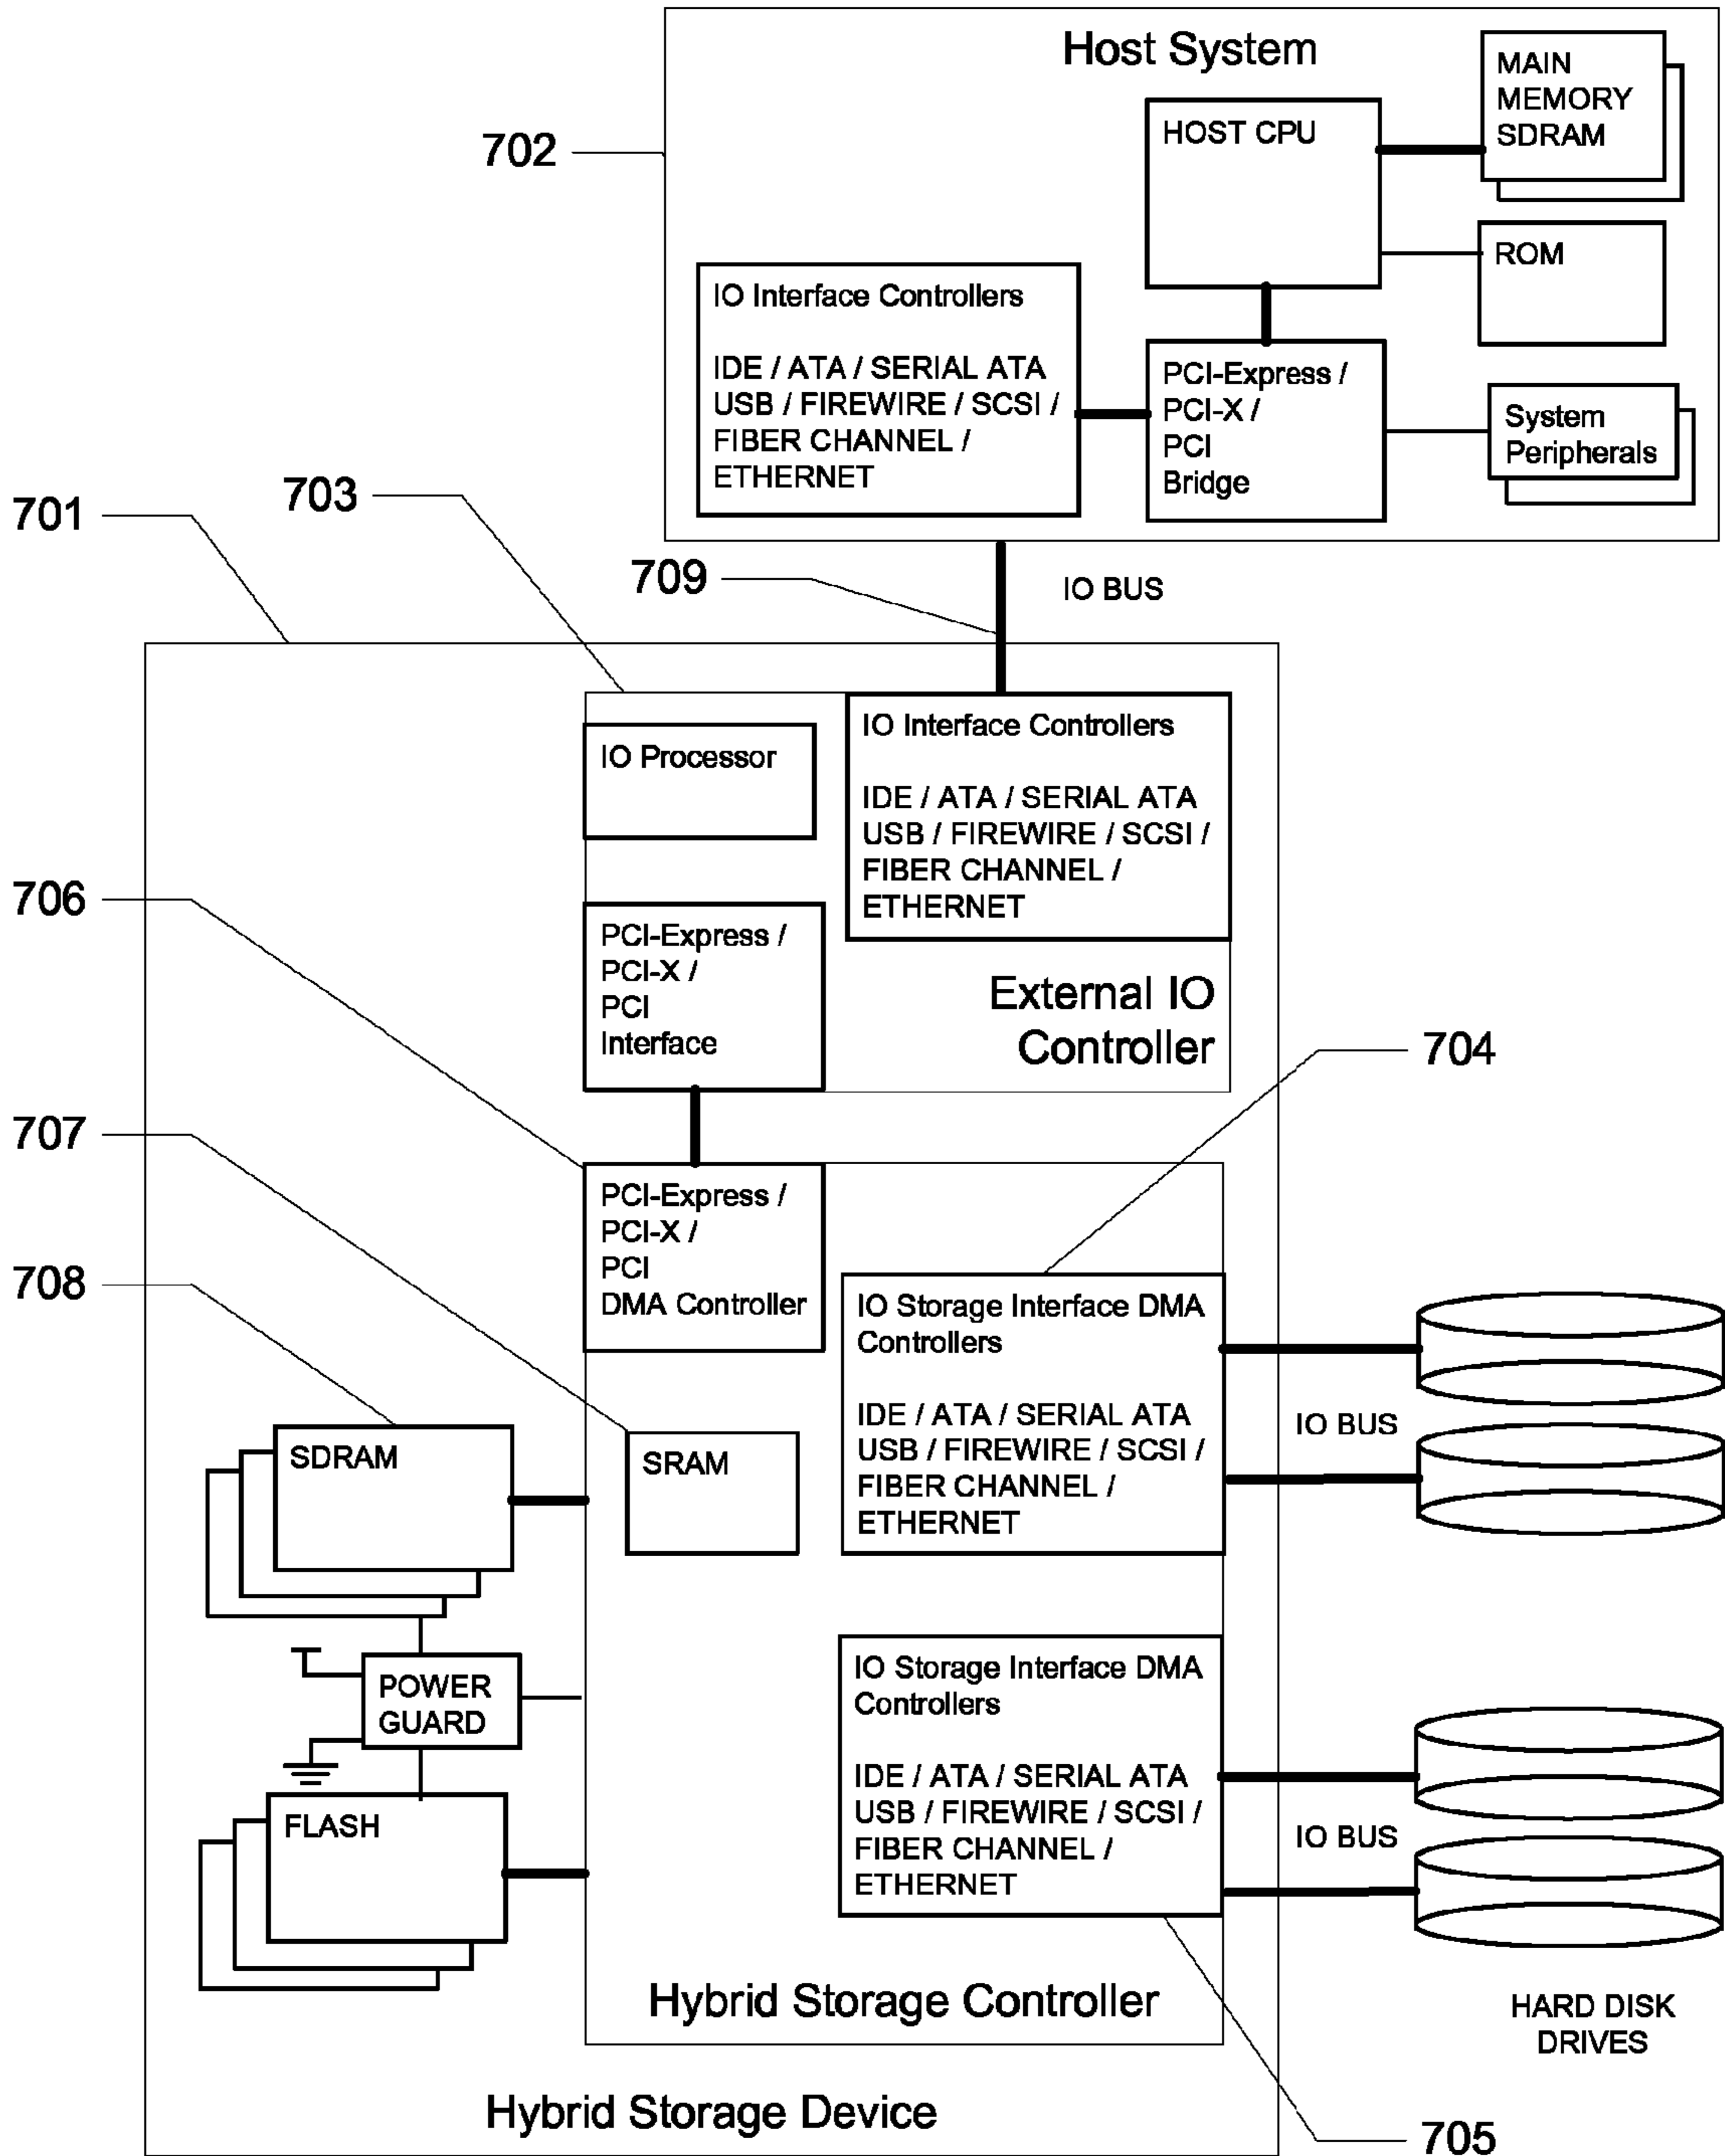 Host System
MAIN
MEMORY
SDRAM
HOST CPU
702
ROM
IO Interface Controllers
IDE / ATA / SERIAL ATA
USB / FIREWIRE / SCSI /
FIBER CHANNEL /
ETHERNET
PCI-Express /
PCI-X /
PCI
Bridge
System
Peripherals
703
701
709
IO BUS
IO Processor
IO Interface Controllers
IDE / ATA / SERIAL ATA
USB / FIREWIRE / SCSI /
FIBER CHANNEL /
ETHERNET
706
PCI-Express /
PCI-X /
PCI
Interface
External IO
Controller
704
707
PCI-Express /
PCI-X /
PCI
DMA Controller
708
IO Storage Interface DMA
Controllers
IDE / ATA / SERIAL ATA
USB / FIREWIRE / SCSI /
FIBER CHANNEL /
ETHERNET
IO BUS
SDRAM
SRAM
POWER
GUARD
IO Storage Interface DMA
Controllers
IDE / ATA / SERIAL ATA
USB / FIREWIRE / SCSI /
FIBER CHANNEL /
ETHERNET
IO BUS
FLASH
Hybrid Storage Controller
HARD DISK
DRIVES
Hybrid Storage Device
705